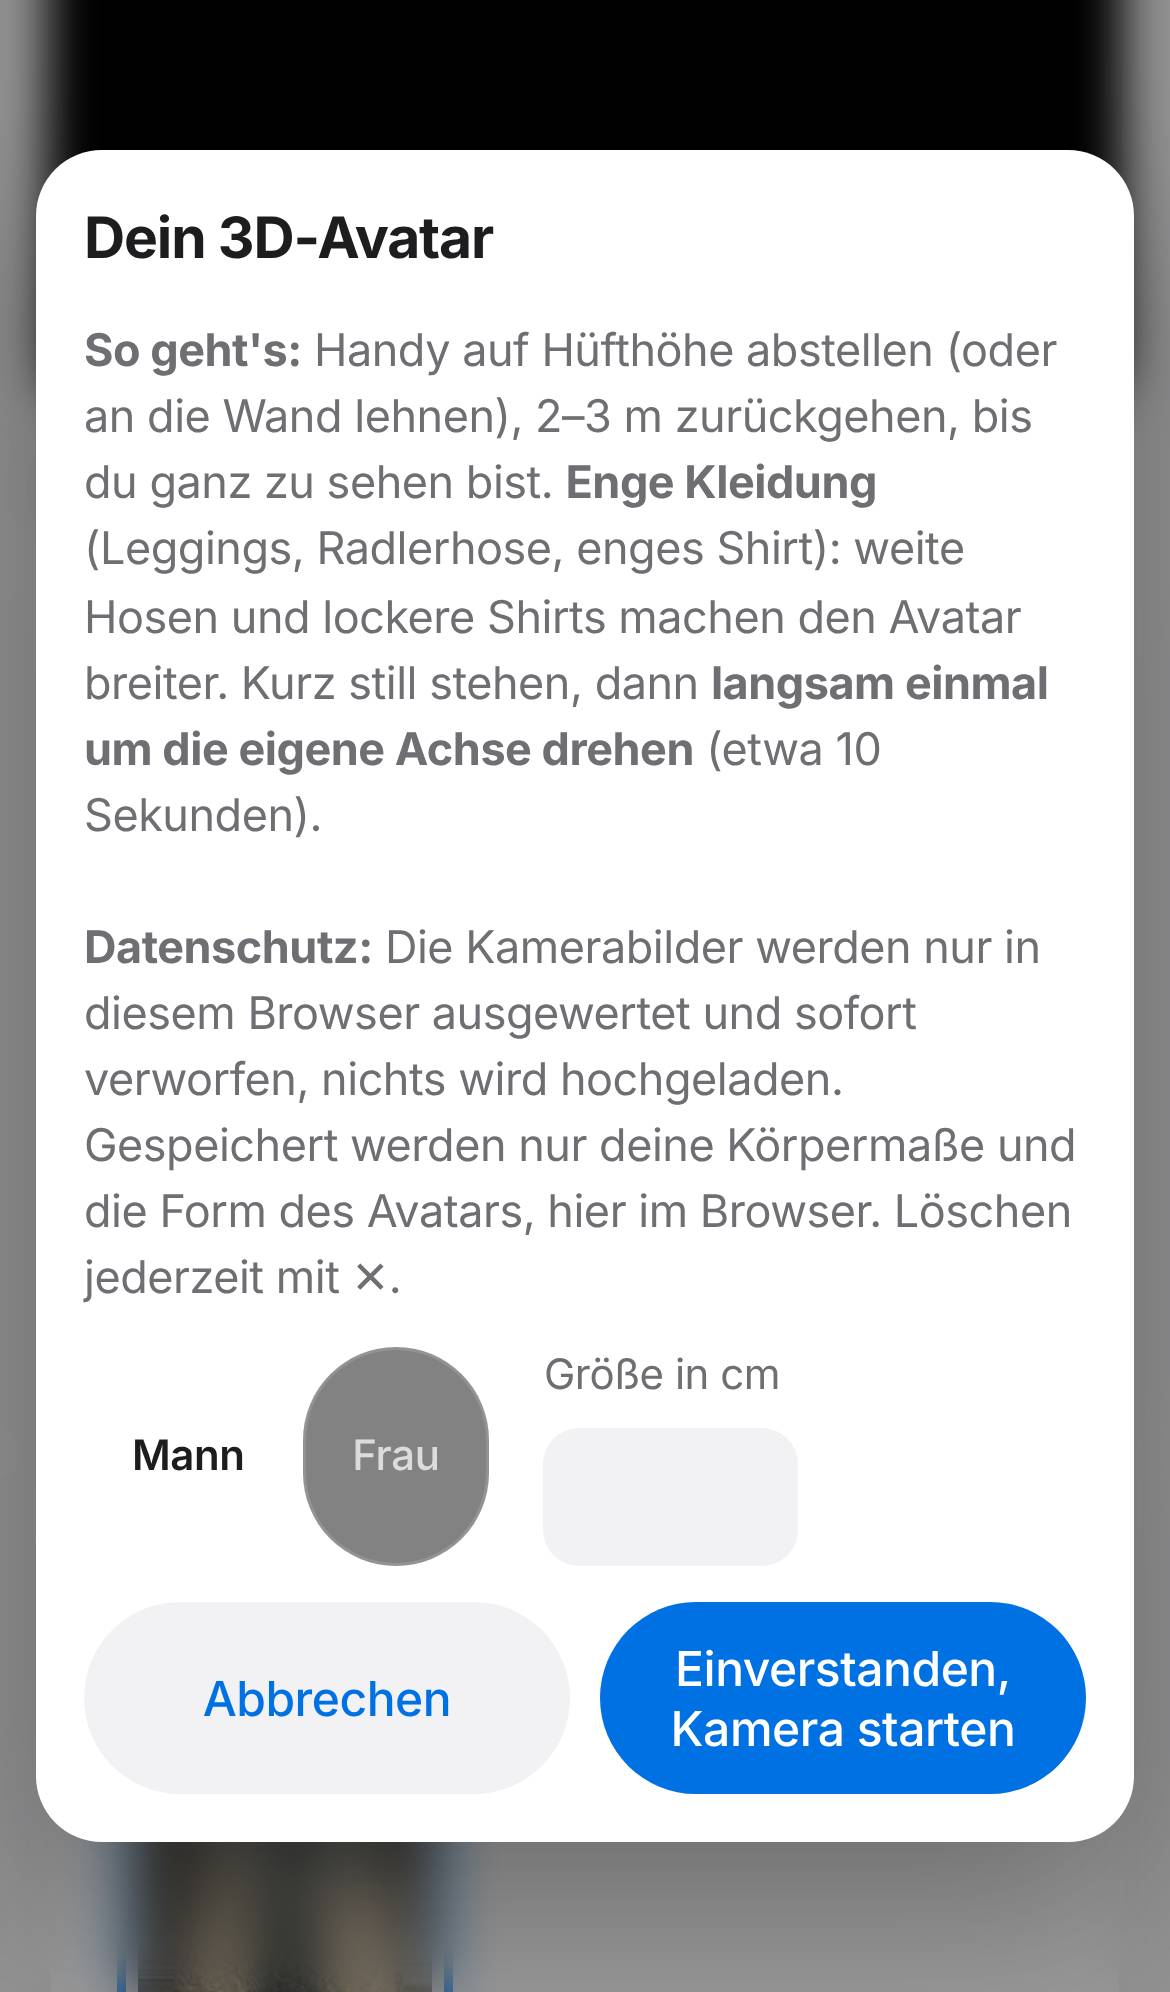 Dein 3D-Avatar
So geht's: Handy auf Hüfthöhe abstellen (oder
an die Wand lehnen), 2–3 m zurückgehen, bis
du ganz zu sehen bist. Enge Kleidung
(Leggings, Radlerhose, enges Shirt): weite
Hosen und lockere Shirts machen den Avatar
breiter. Kurz still stehen, dann langsam einmal
um die eigene Achse drehen (etwa 10
Sekunden).
Datenschutz: Die Kamerabilder werden nur in
diesem Browser ausgewertet und sofort
verworfen, nichts wird hochgeladen.
Gespeichert werden nur deine Körpermaße und
die Form des Avatars, hier im Browser. Löschen
jederzeit mit ✕.
Größe in cm
Mann Frau
Abbrechen
Einverstanden,
Kamera starten